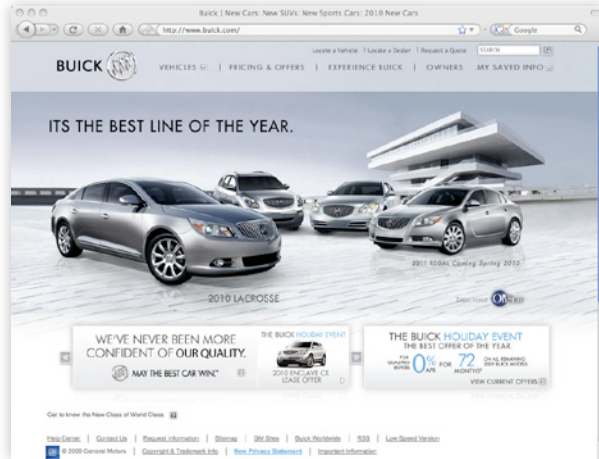 Buick | New Cars: New SUVs: New Sports Cars: 2010 New Cars
http://www.buick.com/
Google
Locate a Vehicle | Locate a Dealer | Request a Quote SEARCH
BUICK
VEHICLES | PRICING & OFFERS | EXPERIENCE BUICK | OWNERS MY SAVED INFO
ITS THE BEST LINE OF THE YEAR.
2011 REGAL Coming Spring 2010
2010 LACROSSE
WE'VE NEVER BEEN MORE
CONFIDENT OF OUR QUALITY.
MAY THE BEST CAR WIN.™
THE BUICK HOLIDAY EVENT
2010 ENCLAVE CX
LEASE OFFER
THE BUICK HOLIDAY EVENT
THE BEST OFFER OF THE YEAR
FOR QUALIFIED BUYERS 0% APR FOR 72 MONTHS*
VIEW CURRENT OFFERS
Get to know the New Class of World Class
Help Center | Contact Us | Request Information | Sitemap | GM Sites | Buick Worldwide | RSS | Low Speed Version
GM © 2009 General Motors | Copyright & Trademark Info | New Privacy Statement | Important Information